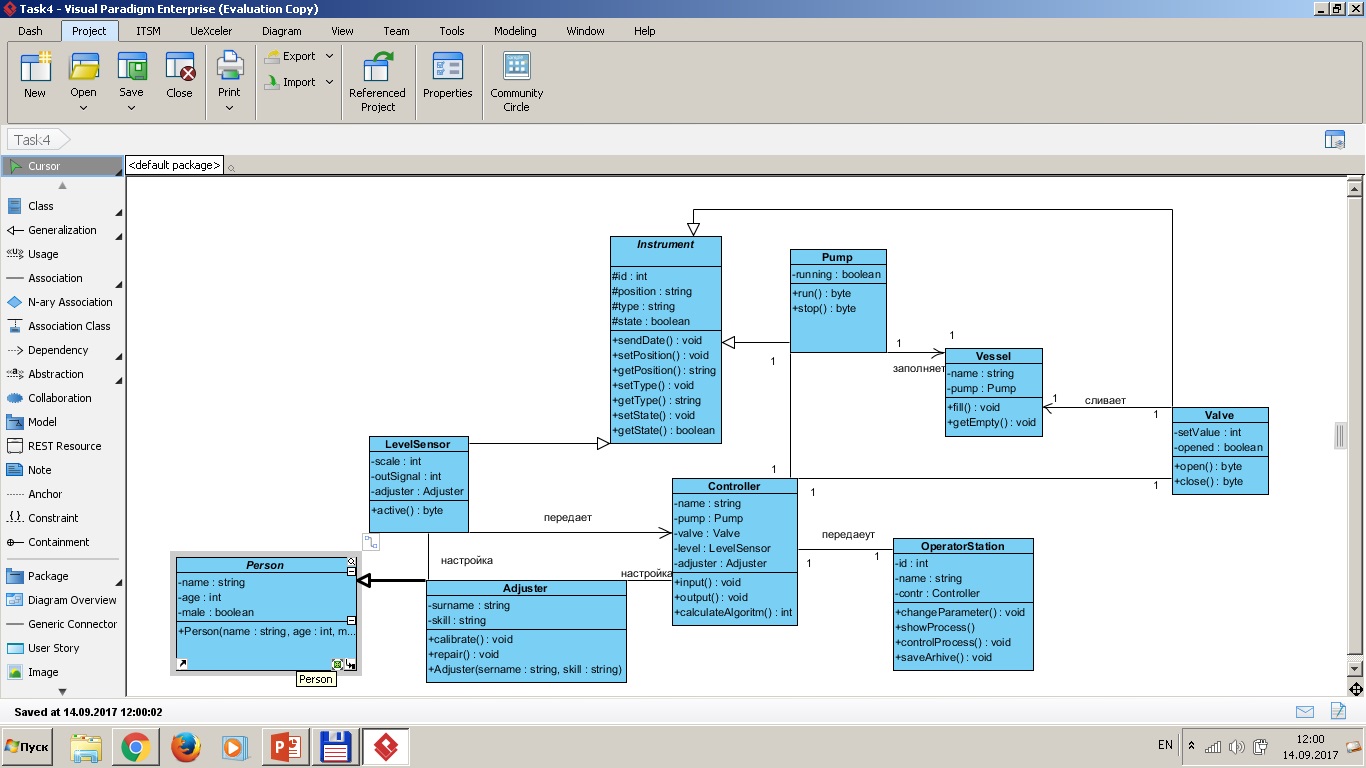 Task4 - Visual Paradigm Enterprise (Evaluation Copy)
Dash Project ITSM UeXceler Diagram View Team Tools Modeling Window Help
New Open Save Close Print Export Import Referenced Project Properties Community Circle
Task4
Cursor
<default package>
Class
Generalization
Usage
Association
N-ary Association
Association Class
Dependency
Abstraction
Collaboration
Model
REST Resource
Note
Anchor
Constraint
Containment
Package
Diagram Overview
Generic Connector
User Story
Image
Instrument
#id : int
#position : string
#type : string
#state : boolean
+sendDate() : void
+setPosition() : void
+getPosition() : string
+setType() : void
+getType() : string
+setState() : void
+getState() : boolean
Pump
-running : boolean
+run() : byte
+stop() : byte
1
1
1
заполняет
Vessel
-name : string
-pump : Pump
+fill() : void
+getEmpty() : void
1
сливает
1
Valve
-setValue : int
-opened : boolean
+open() : byte
+close() : byte
LevelSensor
-scale : int
-outSignal : int
-adjuster : Adjuster
+active() : byte
1
1
1
Controller
-name : string
-pump : Pump
-valve : Valve
-level : LevelSensor
-adjuster : Adjuster
+input() : void
+output() : void
+calculateAlgoritm() : int
передает
передаеут
1
1
OperatorStation
-id : int
-name : string
-contr : Controller
+changeParameter() : void
+showProcess()
+controlProcess() : void
+saveArhive() : void
настройка
настройка
Person
-name : string
-age : int
-male : boolean
+Person(name : string, age : int, m...
Person
Adjuster
-surname : string
-skill : string
+calibrate() : void
+repair() : void
+Adjuster(sername : string, skill : string)
Saved at 14.09.2017 12:00:02
Пуск
EN
12:00
14.09.2017